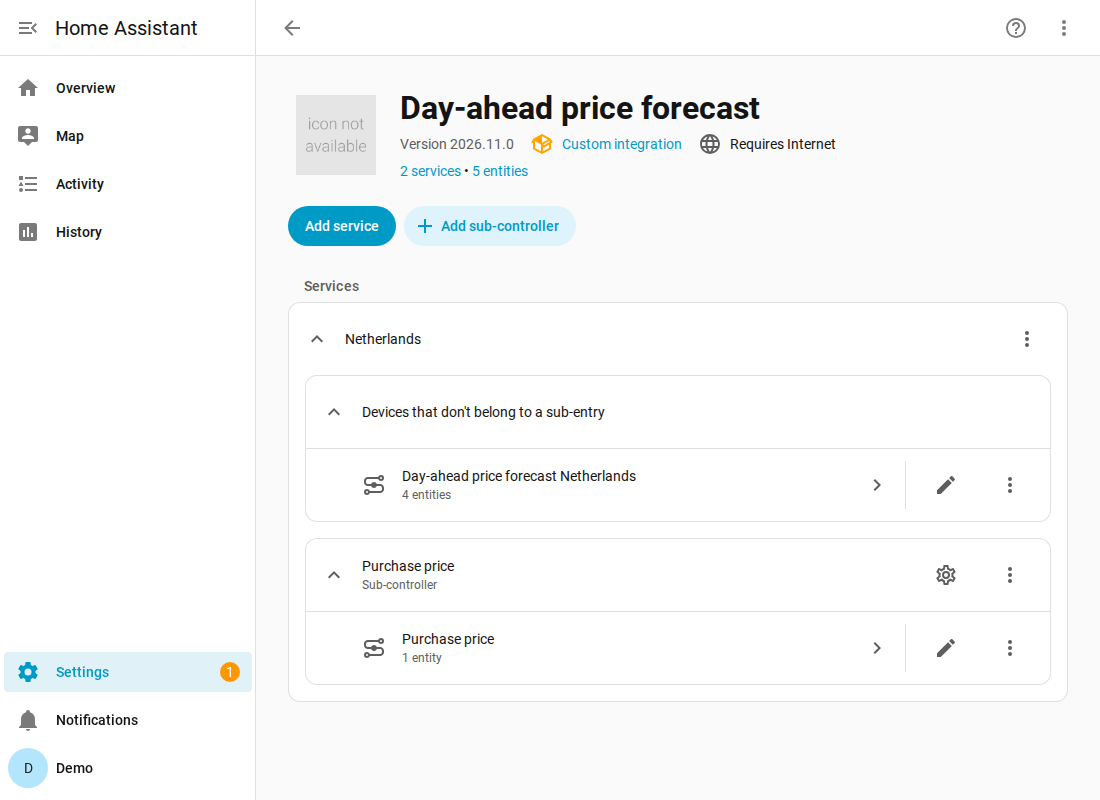 Home Assistant
Overview
Map
Activity
History
Settings
1
Notifications
D
Demo
icon not
available
Day-ahead price forecast
Version 2026.11.0
Custom integration
Requires Internet
2 services • 5 entities
Add service
Add sub-controller
Services
Netherlands
Devices that don't belong to a sub-entry
Day-ahead price forecast Netherlands
4 entities
Purchase price
Sub-controller
Purchase price
1 entity